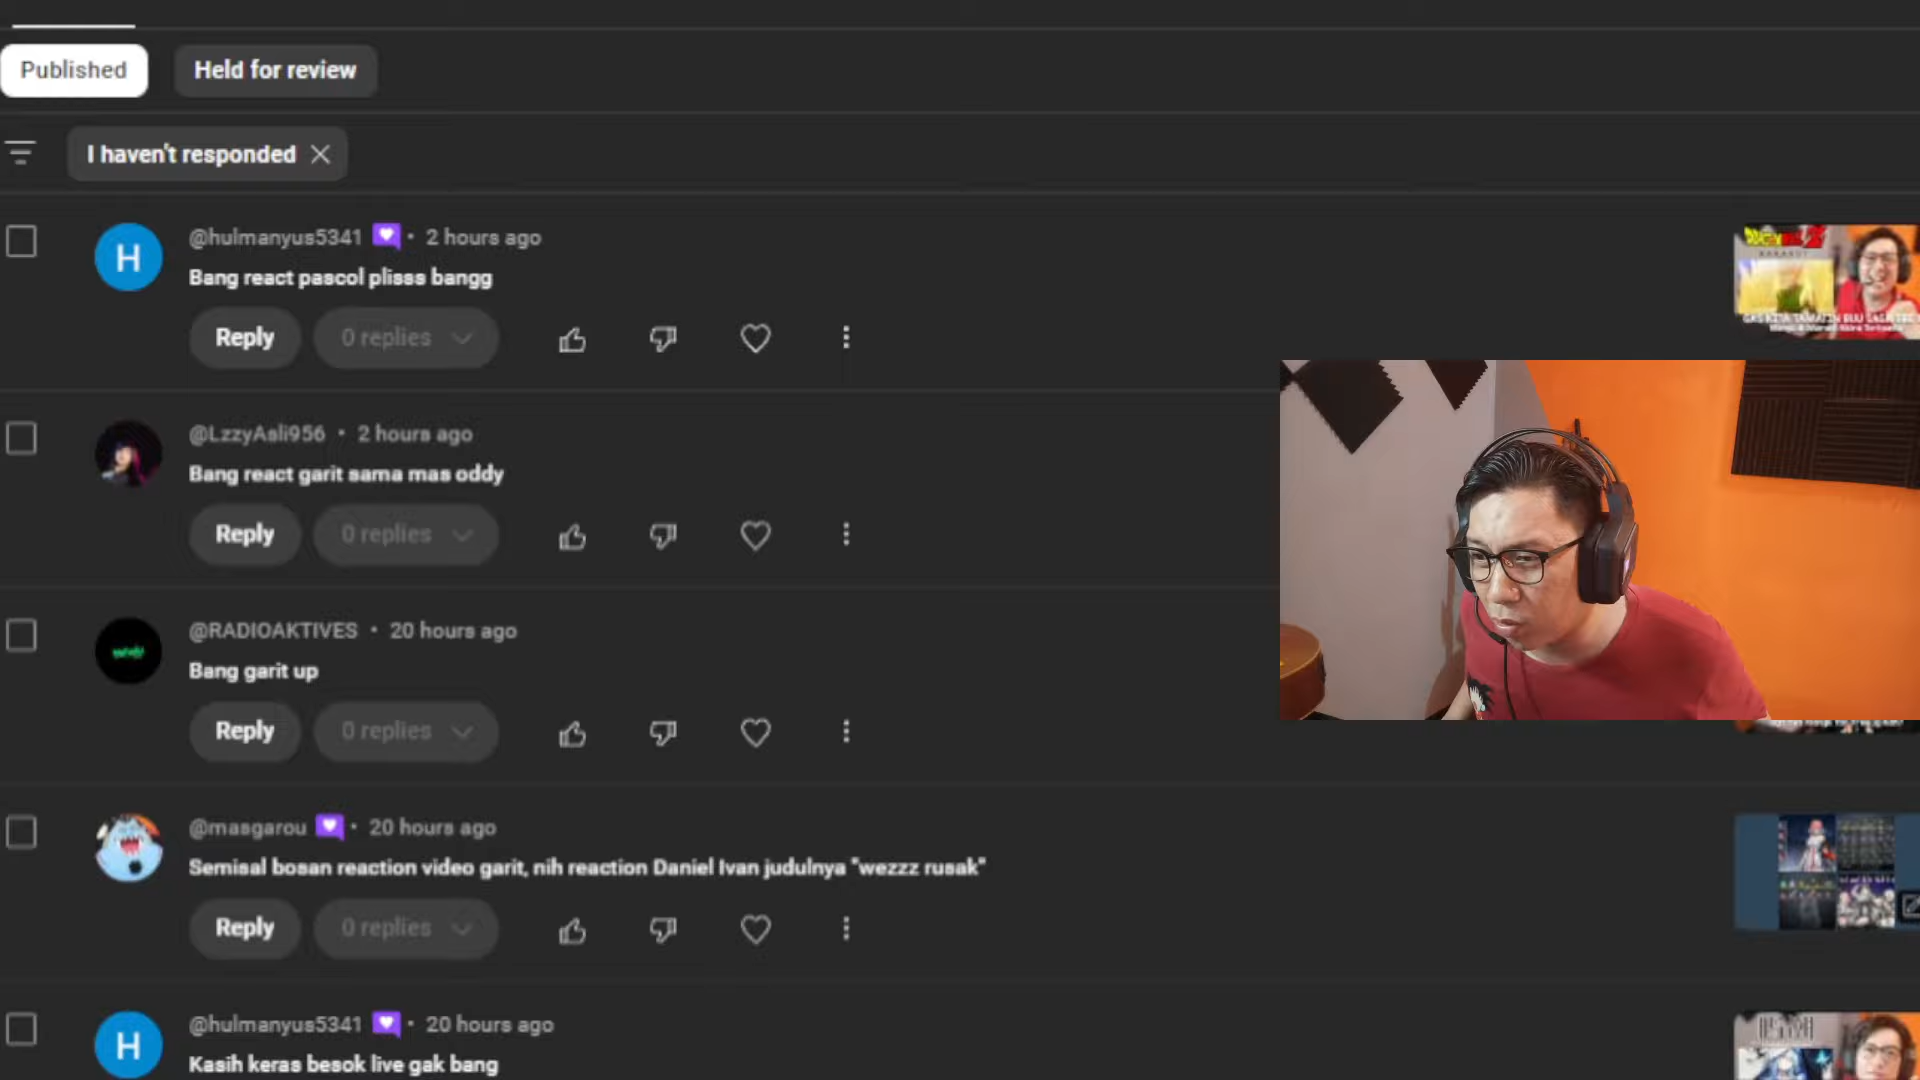 Published
Held for review
I haven't responded
@hulmanyus5341 • 2 hours ago
H
Bang react pascol plisss bangg
Reply
0 replies
@LzzyAsli956 • 2 hours ago
Bang react garit sama mas oddy
Reply
0 replies
@RADIOAKTIVES • 20 hours ago
Bang garit up
Reply
0 replies
@masgarou • 20 hours ago
Semisal bosan reaction video garit, nih reaction Daniel Ivan judulnya "wezzz rusak"
Reply
0 replies
@hulmanyus5341 • 20 hours ago
H
Kasih keras besok live gak bang